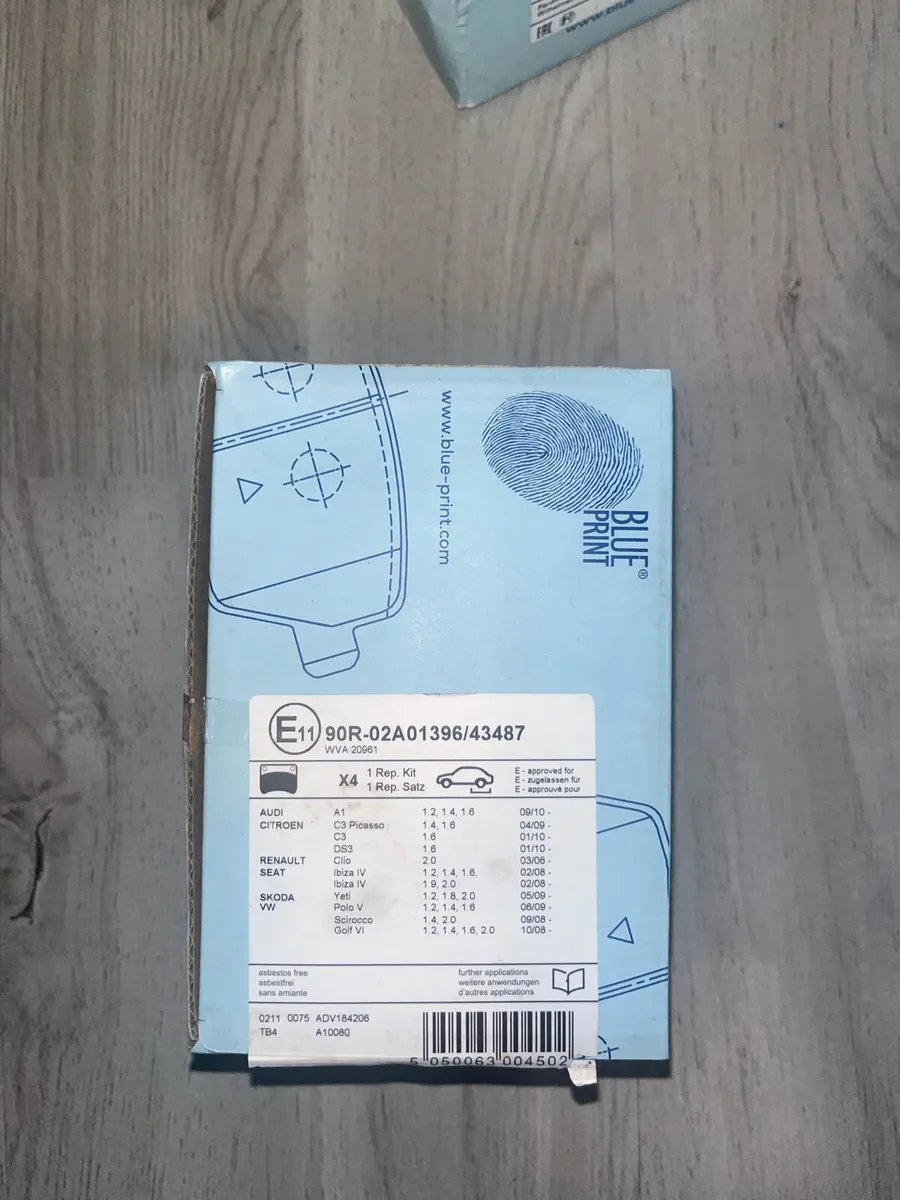 www.blue
www.blue-print.com
BLUE
PRINT®
E11 90R-02A01396/43487
WVA 20961
X4 1 Rep. Kit
1 Rep. Satz
E - approved for
E - zugelassen für
E - approuvé pour
AUDI A1 1.2, 1.4, 1.6 09/10 -
CITROEN C3 Picasso 1.4, 1.6 04/09 -
C3 1.6 01/10 -
DS3 1.6 01/10 -
RENAULT Clio 2.0 03/06 -
SEAT Ibiza IV 1.2, 1.4, 1.6, 02/08 -
Ibiza IV 1.9, 2.0 02/08 -
SKODA Yeti 1.2, 1.8, 2.0 05/09 -
VW Polo V 1.2, 1.4, 1.6 06/09 -
Scirocco 1.4, 2.0 09/08 -
Golf VI 1.2, 1.4, 1.6, 2.0 10/08 -
asbestos free
asbestfrei
sans amiante
further applications
weitere anwendungen
d'autres applications
0211 0075 ADV184206
TB4 A10080
5 050063 004502